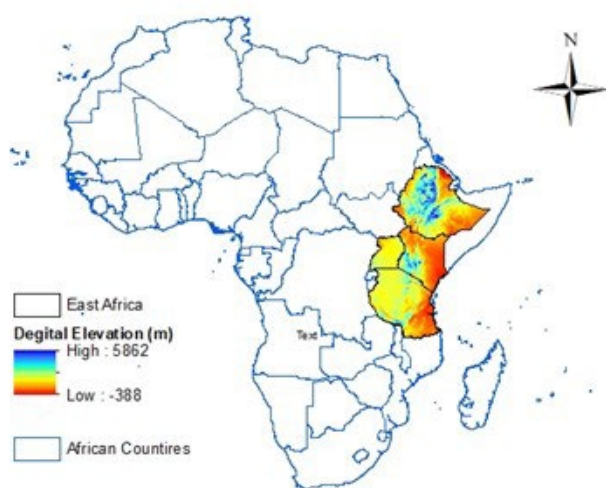 N
Text
East Africa
Degital Elevation (m)
High : 5862
Low : -388
African Countires